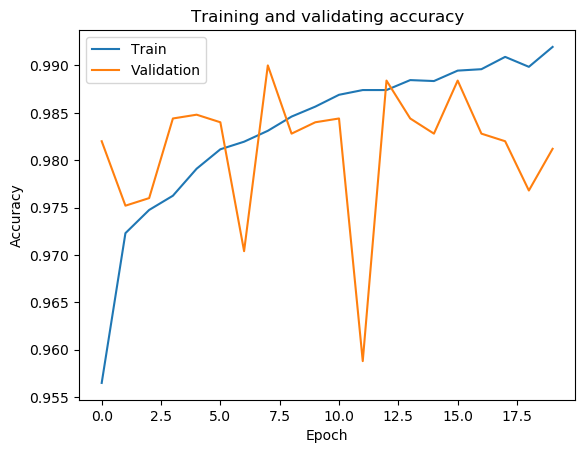 Training and validating accuracy
Train
Validation
0.990
0.985
0.980
0.975
0.970
0.965
0.960
0.955
Accuracy
0.0 2.5 5.0 7.5 10.0 12.5 15.0 17.5
Epoch